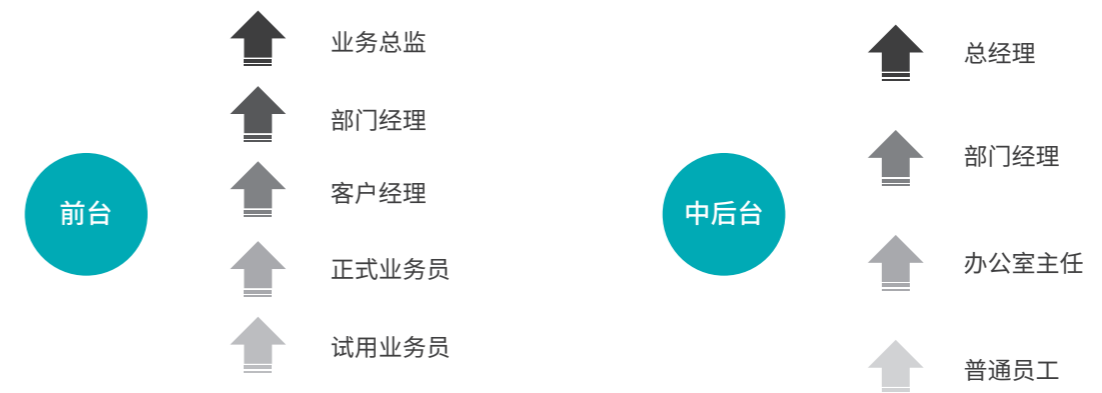 前台
业务总监
部门经理
客户经理
正式业务员
试用业务员
中后台
总经理
部门经理
办公室主任
普通员工